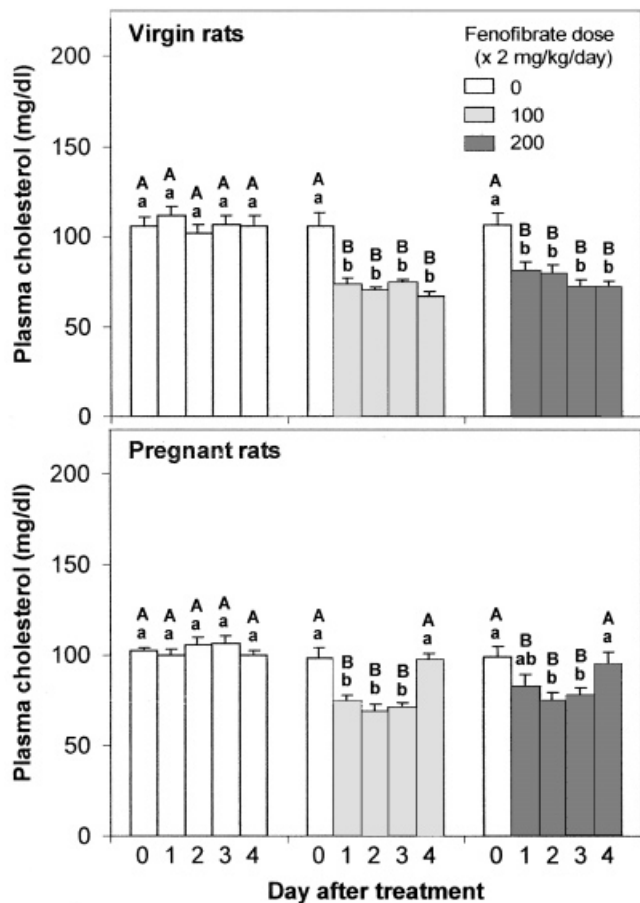 Virgin rats
Fenofibrate dose
(x 2 mg/kg/day)
0
100
200
Plasma cholesterol (mg/dl)
200
150
100
50
0
A A A A A A A
a a a a a a a
B B B B B B B B
b b b b b b b b
Pregnant rats
Plasma cholesterol (mg/dl)
200
150
100
50
0
A A A A A A A A A
a a a a a a a a a
B B B B B B
b b b ab b b
0 1 2 3 4 0 1 2 3 4 0 1 2 3 4
Day after treatment